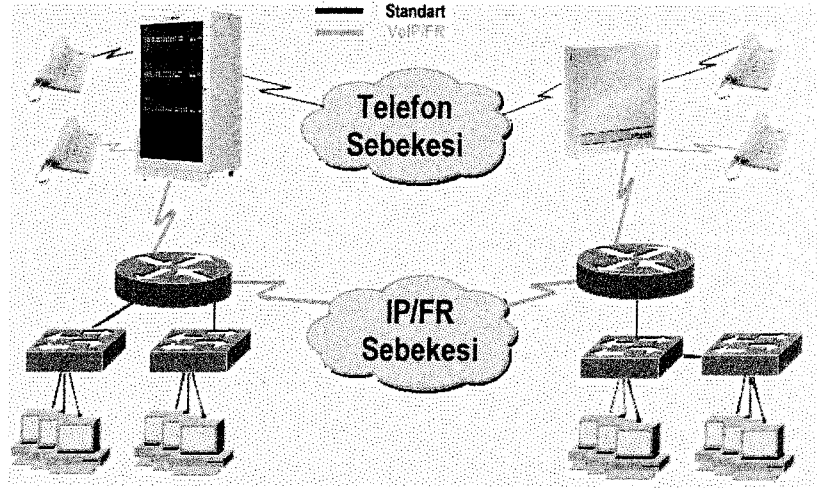 Standart
VoIP/FR
Telefon
Sebekesi
IP/FR
Sebekesi